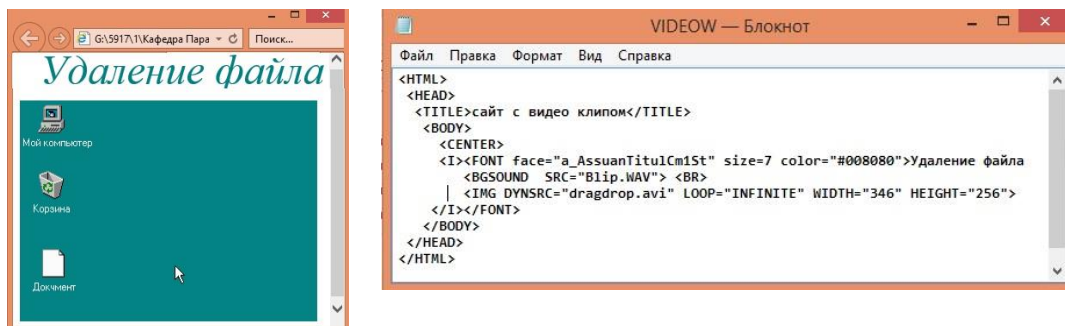 G:\5917\1\Кафедра Пара
Поиск...
Удаление файла
Мой компьютер
Корзина
Документ
VIDEOW — Блокнот
Файл Правка Формат Вид Справка
<HTML>
<HEAD>
<TITLE>сайт с видео клипом</TITLE>
<BODY>
<CENTER>
<I><FONT face="a_AssuanTitulCm1St" size=7 color="#008080">Удаление файла
<BGSOUND SRC="Blip.WAV"> <BR>
<IMG DYNSRC="dragdrop.avi" LOOP="INFINITE" WIDTH="346" HEIGHT="256">
</I></FONT>
</BODY>
</HEAD>
</HTML>